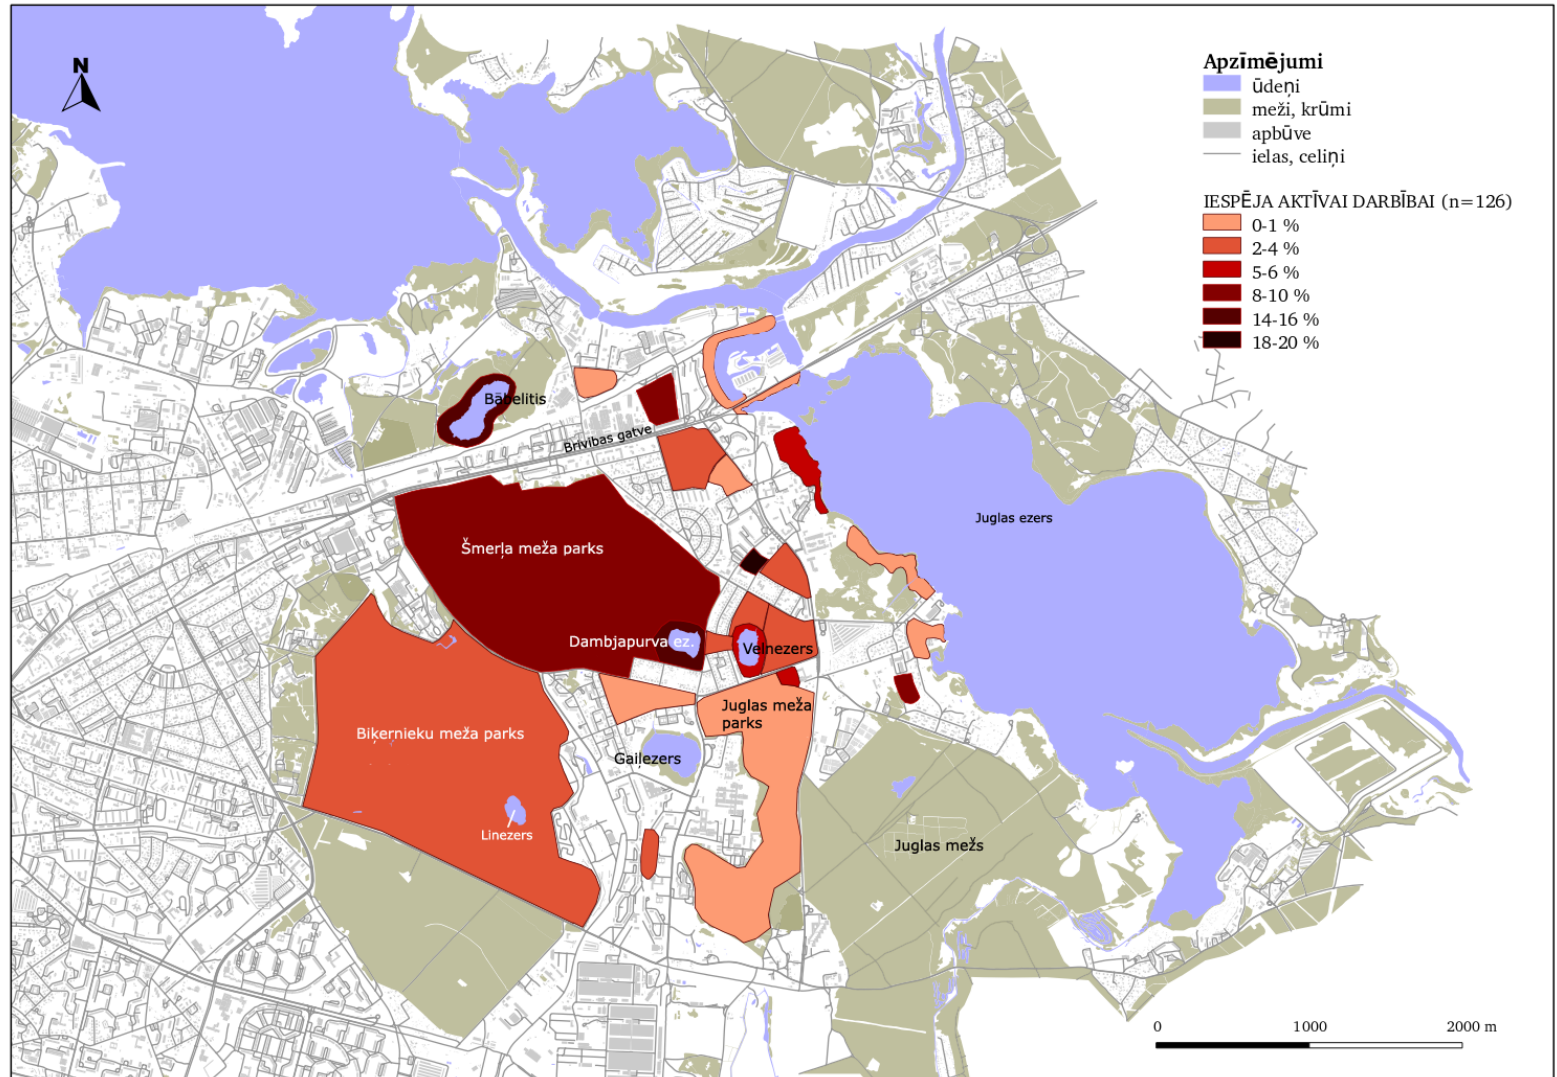 N
Apzīmējumi
ūdeņi
meži, krūmi
apbūve
ielas, celiņi
IESPĒJA AKTĪVAI DARBĪBAI (n=126)
0-1 %
2-4 %
5-6 %
8-10 %
14-16 %
18-20 %
Bābelitis
Brīvības gatve
Juglas ezers
Šmerļa meža parks
Dambjapurva ez.
Velnezers
Juglas meža
parks
Biķernieku meža parks
Gaiļezers
Linezers
Juglas mežs
0 1000 2000 m